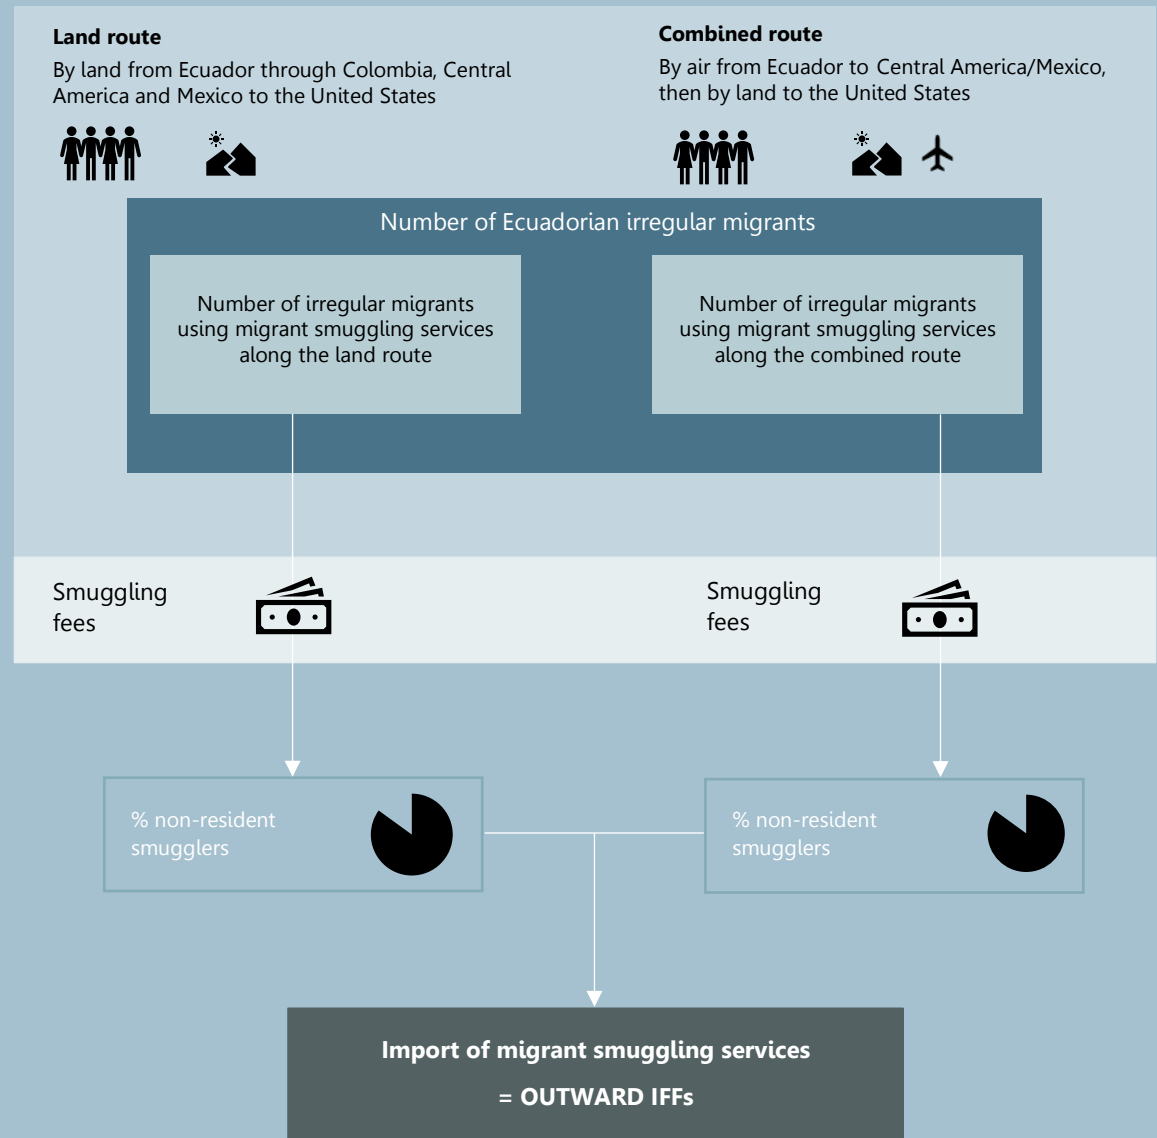 Land route
By land from Ecuador through Colombia, Central
America and Mexico to the United States
Combined route
By air from Ecuador to Central America/Mexico,
then by land to the United States
Number of Ecuadorian irregular migrants
Number of irregular migrants
using migrant smuggling services
along the land route
Number of irregular migrants
using migrant smuggling services
along the combined route
Smuggling
fees
Smuggling
fees
% non-resident
smugglers
% non-resident
smugglers
Import of migrant smuggling services
= OUTWARD IFFs